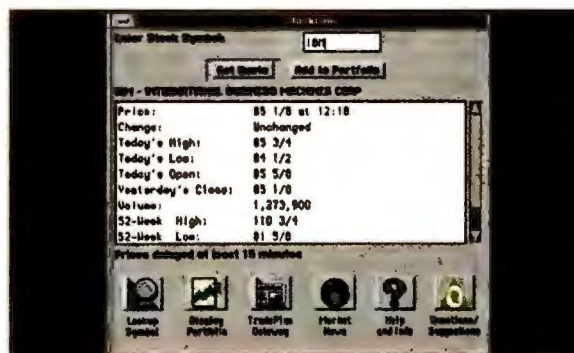 Enter Stock Symbol: IBM
Get Quote Add to Portfolio
IBM - INTERNATIONAL BUSINESS MACHINES CORP
Price: 85 1/8 at 12:18
Change: Unchanged
Today's High: 85 3/4
Today's Low: 84 1/2
Today's Open: 85 5/8
Yesterday's Close: 85 1/8
Volume: 1,273,900
52-Week High: 110 3/4
52-Week Low: 81 5/8
Prices delayed at least 15 minutes
Lookup Symbol Display Portfolio TradePlus Gateway Market News Help and Info Questions/ Suggestions